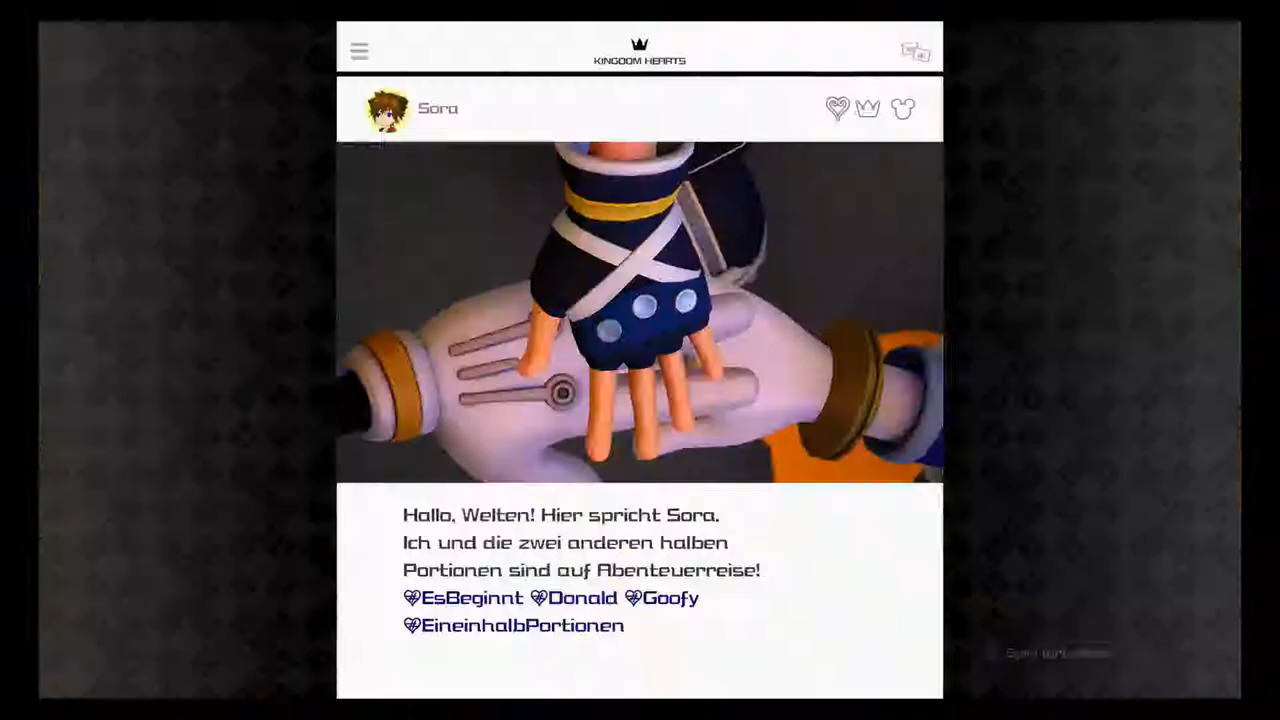 KINGDOM HEARTS
Sora
Hallo, Welten! Hier spricht Sora.
Ich und die zwei anderen halben
Portionen sind auf Abenteuerreise!
EsBeginnt Donald Goofy
EineinhalbPortionen